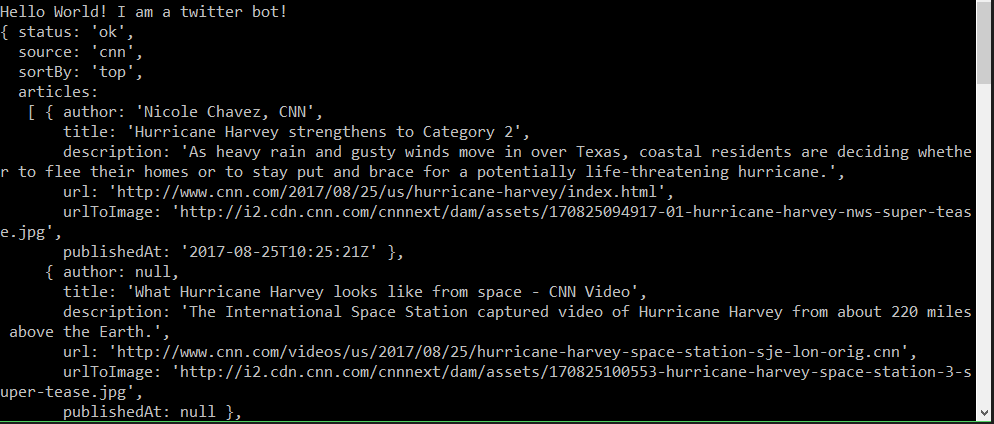 Hello World! I am a twitter bot!
{ status: 'ok',
  source: 'cnn',
  sortBy: 'top',
  articles:
   [ { author: 'Nicole Chavez, CNN',
       title: 'Hurricane Harvey strengthens to Category 2',
       description: 'As heavy rain and gusty winds move in over Texas, coastal residents are deciding whethe
r to flee their homes or to stay put and brace for a potentially life-threatening hurricane.',
       url: 'http://www.cnn.com/2017/08/25/us/hurricane-harvey/index.html',
       urlToImage: 'http://i2.cdn.cnn.com/cnnnext/dam/assets/170825094917-01-hurricane-harvey-nws-super-teas
e.jpg',
       publishedAt: '2017-08-25T10:25:21Z' },
     { author: null,
       title: 'What Hurricane Harvey looks like from space - CNN Video',
       description: 'The International Space Station captured video of Hurricane Harvey from about 220 miles
 above the Earth.',
       url: 'http://www.cnn.com/videos/us/2017/08/25/hurricane-harvey-space-station-sje-lon-orig.cnn',
       urlToImage: 'http://i2.cdn.cnn.com/cnnnext/dam/assets/170825100553-hurricane-harvey-space-station-3-s
uper-tease.jpg',
       publishedAt: null },